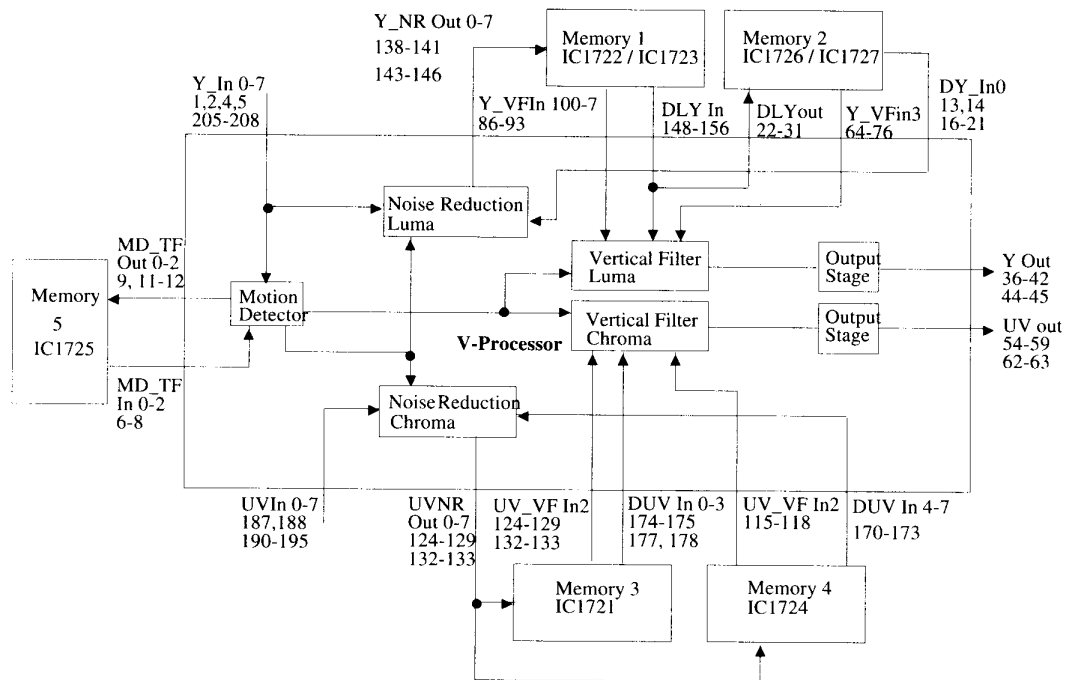 Y_NR Out 0-7
138-141
143-146
Memory 1
IC1722 / IC1723
Memory 2
IC1726 / IC1727
Y_In 0-7
1,2,4,5
205-208
Y_VFIn 100-7
86-93
DLY In
148-156
DLYout
22-31
Y_VFin3
64-76
DY_In0
13,14
16-21
Noise Reduction
Luma
MD_TF
Out 0-2
9, 11-12
Memory
5
IC1725
Motion
Detector
Vertical Filter
Luma
Output
Stage
Y Out
36-42
44-45
V-Processor
Vertical Filter
Chroma
Output
Stage
UV out
54-59
62-63
MD_TF
In 0-2
6-8
Noise Reduction
Chroma
UVIn 0-7
187,188
190-195
UVNR
Out 0-7
124-129
132-133
UV_VF In2
124-129
132-133
DUV In 0-3
174-175
177, 178
UV_VF In2
115-118
DUV In 4-7
170-173
Memory 3
IC1721
Memory 4
IC1724